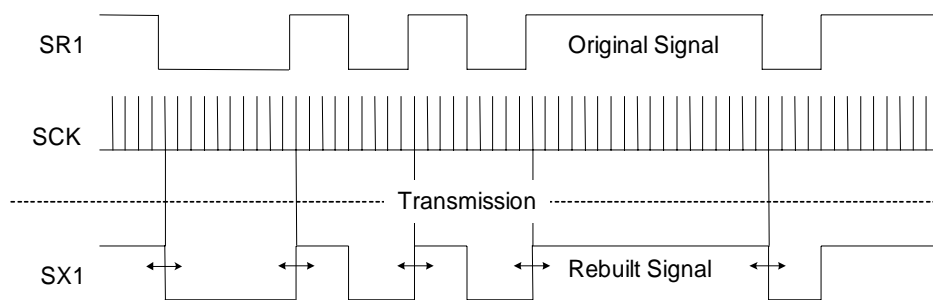 SR1
Original Signal
SCK
Transmission
SX1
Rebuilt Signal